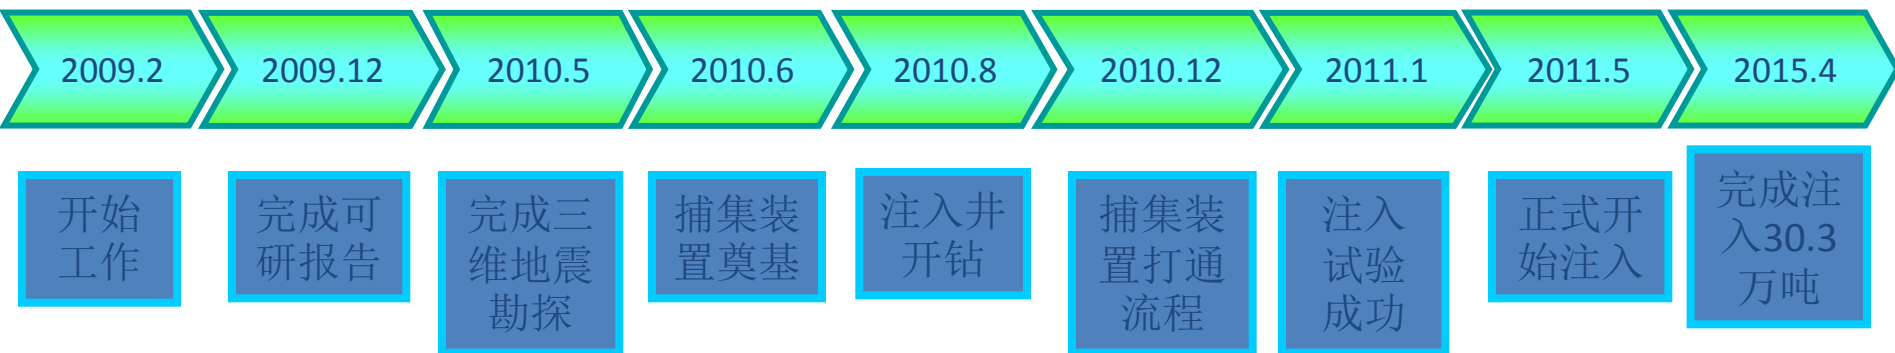 2009.2
2009.12
2010.5
2010.6
2010.8
2010.12
2011.1
2011.5
2015.4
开始
工作
完成可
研报告
完成三
维地震
勘探
捕集装
置奠基
注入井
开钻
捕集装
置打通
流程
注入
试验
成功
正式开
始注入
完成注
入30.3
万吨